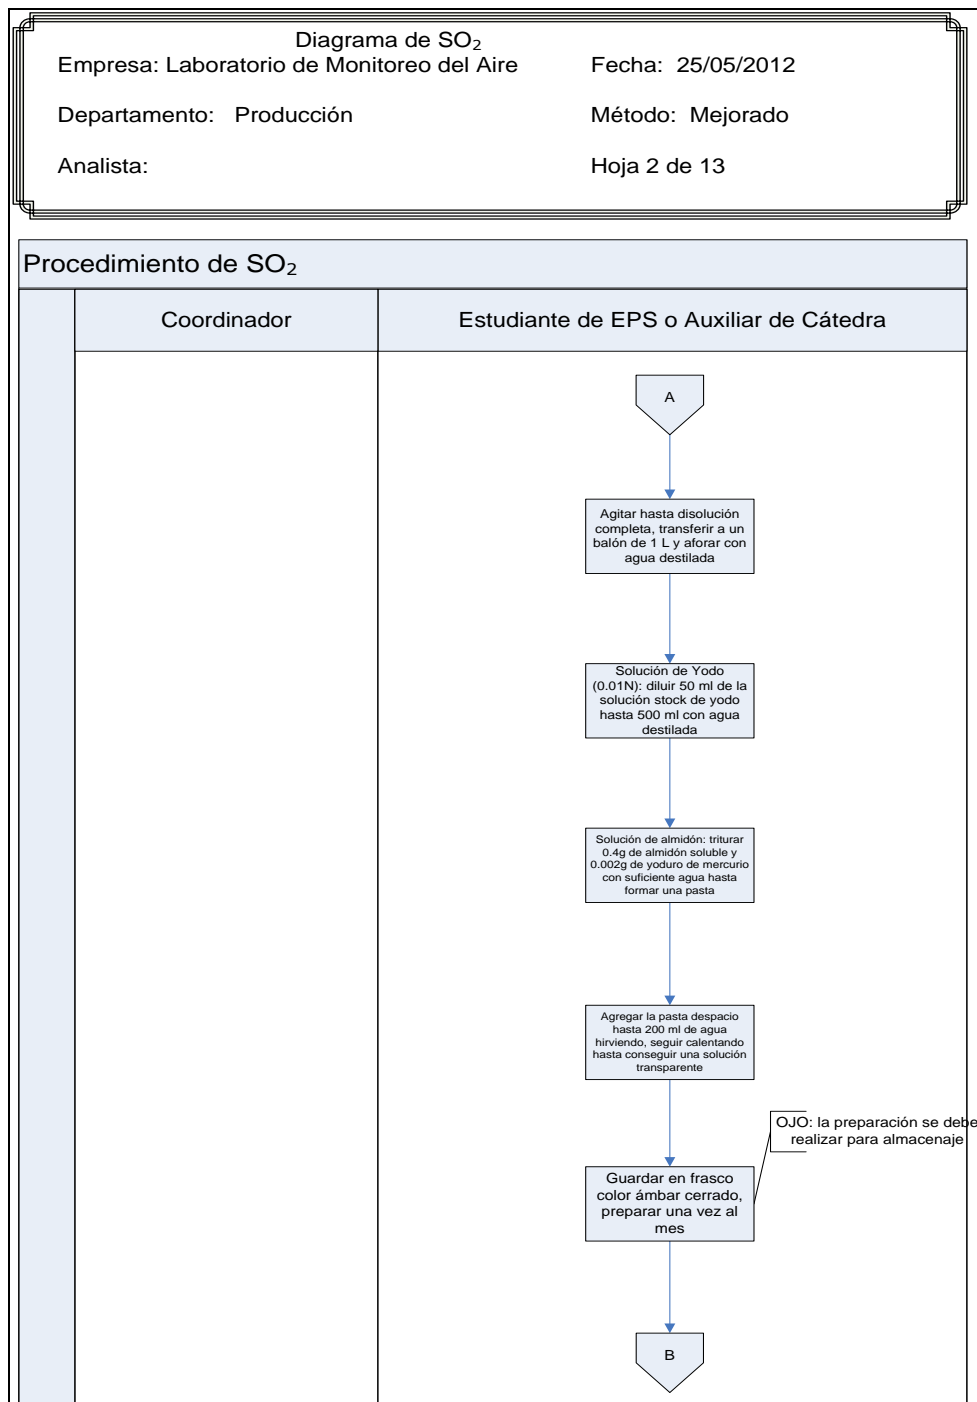 Diagrama de SO₂
Empresa: Laboratorio de Monitoreo del Aire
Fecha: 25/05/2012
Departamento: Producción
Método: Mejorado
Analista:
Hoja 2 de 13
Procedimiento de SO₂
Coordinador
Estudiante de EPS o Auxiliar de Cátedra
A
Agitar hasta disolución
completa, transferir a un
balón de 1 L y aforar con
agua destilada
Solución de Yodo
(0.01N): diluir 50 ml de la
solución stock de yodo
hasta 500 ml con agua
destilada
Solución de almidón: triturar
0.4g de almidón soluble y
0.002g de yoduro de mercurio
con suficiente agua hasta
formar una pasta
Agregar la pasta despacio
hasta 200 ml de agua
hirviendo, seguir calentando
hasta conseguir una solución
transparente
OJO: la preparación se debe
realizar para almacenaje
Guardar en frasco
color ámbar cerrado,
preparar una vez al
mes
B